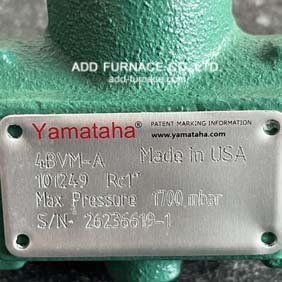 ADD FURNACE CO.,LTD
add-furnace.com
Yamataha® PATENT MARKING INFORMATION
www.yamataha.com
4BVM-A Made in USA
101249 Rc1"
Max Pressure 1700 mbar
S/N- 26236619-1